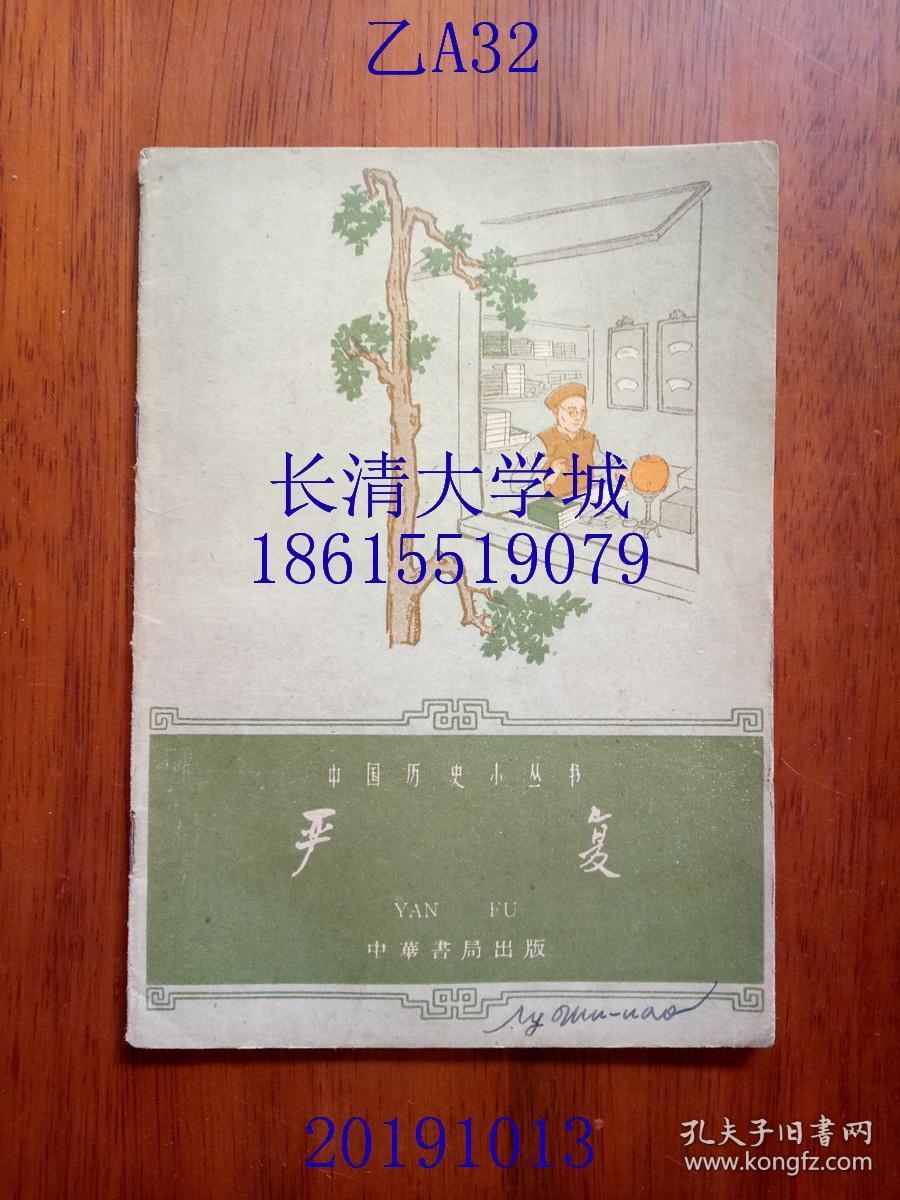 乙A32
长清大学城
18615519079
中国历史小丛书
严复
YAN FU
中華書局出版
20191013
孔夫子旧书网
www.kongfz.com